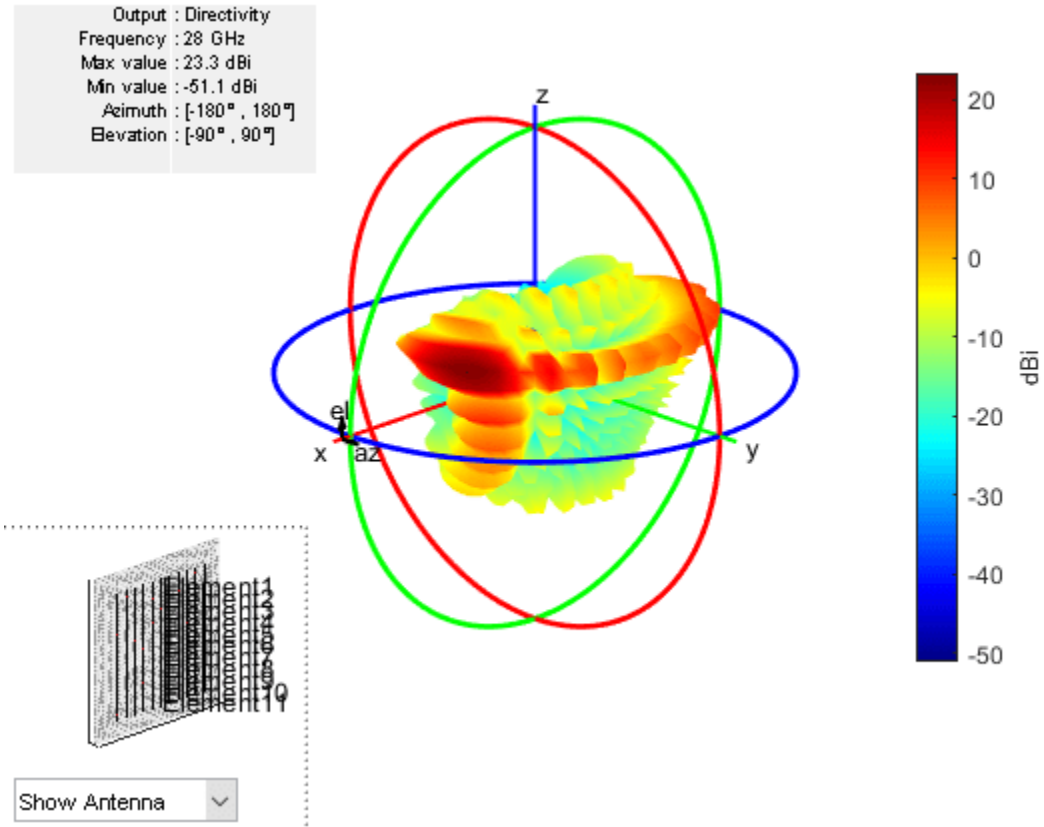 Output : Directivity
Frequency : 28 GHz
Max value : 23.3 dBi
Min value : -51.1 dBi
Azimuth : [-180° , 180°]
Elevation : [-90° , 90°]
z
el
x
az
y
20
10
0
-10
-20
-30
-40
-50
dBi
Element1
Element11
Show Antenna